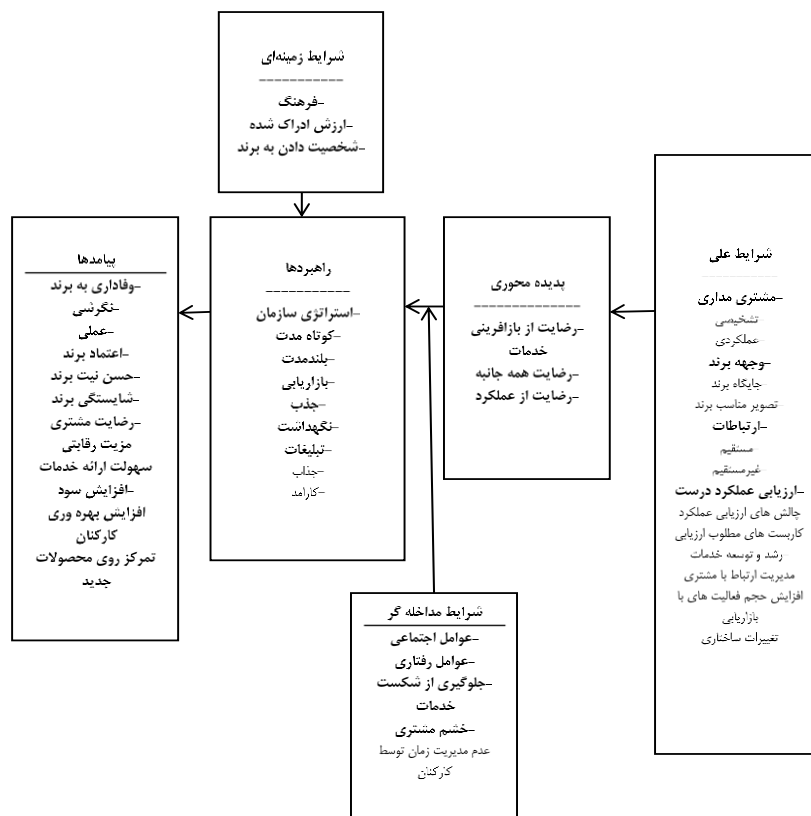 شرایط زمینه‌ای
-----------
-فرهنگ
-ارزش ادراک شده
-شخصیت دادن به برند
شرایط علی
-مشتری مداری
تشخیصی
عملکردی
-وجهه برند
جایگاه برند
تصویر مناسب برند
-ارتباطات
مستقیم
غیرمستقیم
-ارزیابی عملکرد درست
چالش های ارزیابی عملکرد
کاربست های مطلوب ارزیابی
-رشد و توسعه خدمات
مدیریت ارتباط با مشتری
افزایش حجم فعالیت های با
بازاریابی
تغییرات ساختاری
پدیده محوری
--------------
-رضایت از بازافرینی
خدمات
-رضایت همه جانبه
-رضایت از عملکرد
راهبردها
-----------
-استراتژی سازمان
-کوتاه مدت
-بلندمدت
-بازاریابی
-جذب
-نگهداشت
-تبلیغات
-جذاب
-کارامد
پیامدها
-وفاداری به برند
-نگرشی
-عملی
-اعتماد برند
-حسن نیت برند
-شایستگی برند
-رضایت مشتری
مزیت رقابتی
سهولت ارائه خدمات
-افزایش سود
افزایش بهره وری
کارکنان
تمرکز روی محصولات
جدید
شرایط مداخله گر
-عوامل اجتماعی
-عوامل رفتاری
-جلوگیری از شکست
خدمات
-خشم مشتری
عدم مدیریت زمان توسط
کارکنان